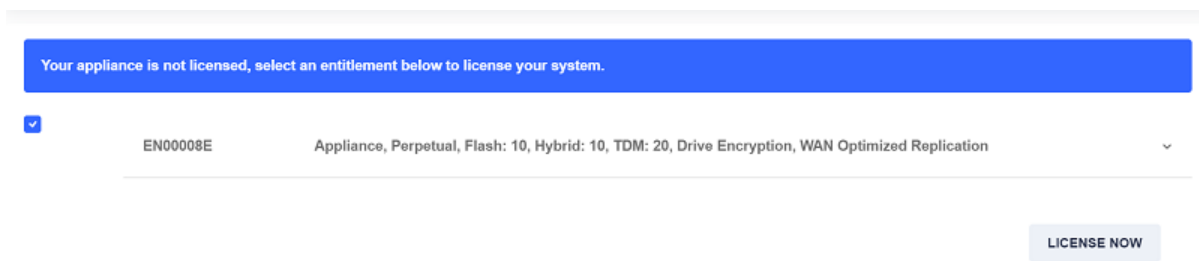 Your appliance is not licensed, select an entitlement below to license your system.
EN00008E Appliance, Perpetual, Flash: 10, Hybrid: 10, TDM: 20, Drive Encryption, WAN Optimized Replication
LICENSE NOW